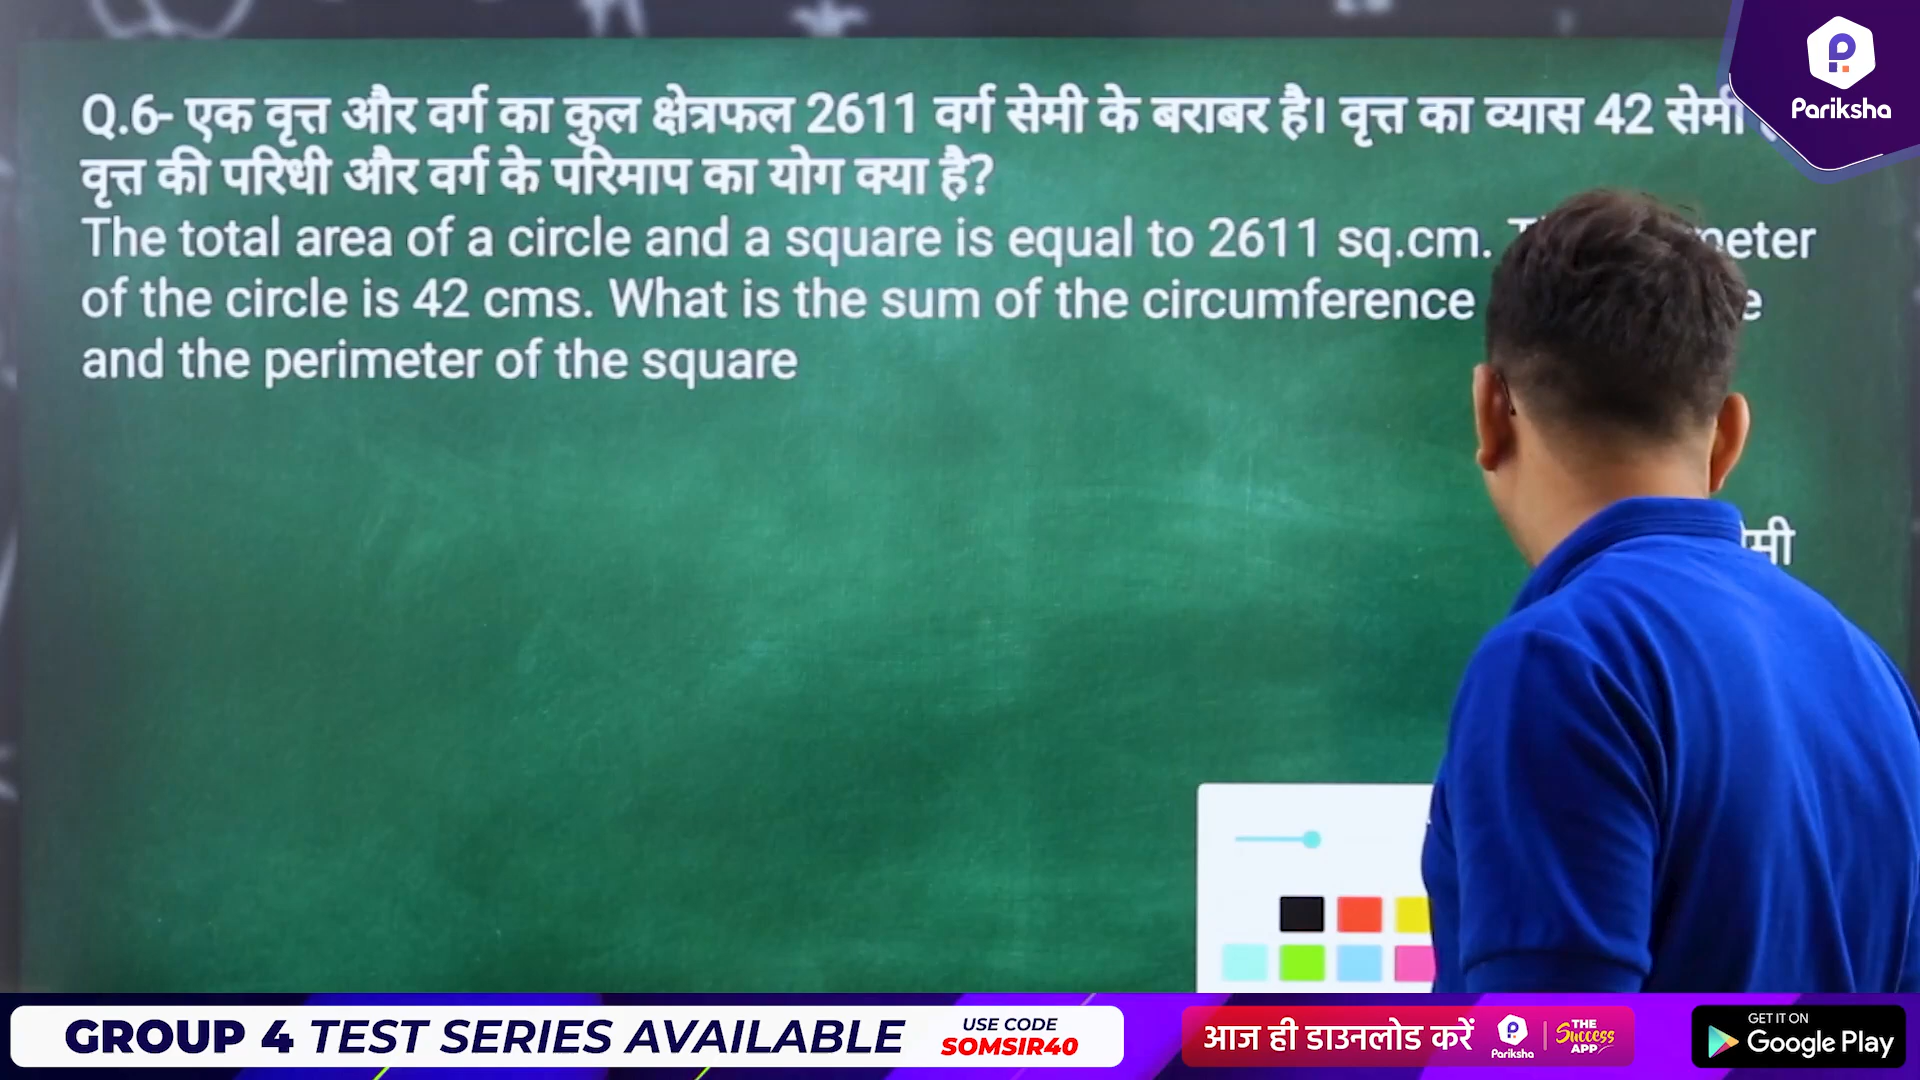 Q.6- एक वृत्त और वर्ग का कुल क्षेत्रफल 2611 वर्ग सेमी के बराबर है। वृत्त का व्यास 42 सेमी
वृत्त की परिधी और वर्ग के परिमाप का योग क्या है?
The total area of a circle and a square is equal to 2611 sq.cm.
of the circle is 42 cms. What is the sum of the circumference
and the perimeter of the square
Pariksha
GROUP 4 TEST SERIES AVAILABLE
USE CODE
SOMSIR40
आज ही डाउनलोड करें
Pariksha
THE
Success
APP
GET IT ON
Google Play